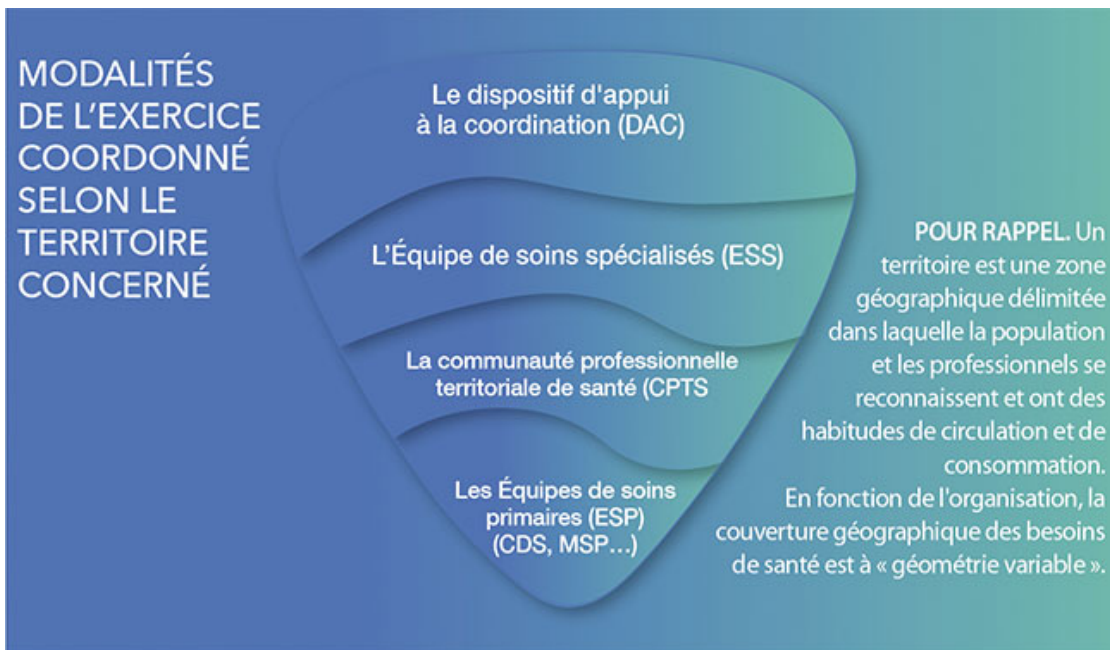 MODALITÉS
DE L'EXERCICE
COORDONNÉ
SELON LE
TERRITOIRE
CONCERNÉ
Le dispositif d'appui
à la coordination (DAC)
L'Équipe de soins spécialisés (ESS)
La communauté professionnelle
territoriale de santé (CPTS
Les Équipes de soins
primaires (ESP)
(CDS, MSP...)
POUR RAPPEL. Un
territoire est une zone
géographique délimitée
dans laquelle la population
et les professionnels se
reconnaissent et ont des
habitudes de circulation et de
consommation.
En fonction de l'organisation, la
couverture géographique des besoins
de santé est à « géométrie variable ».